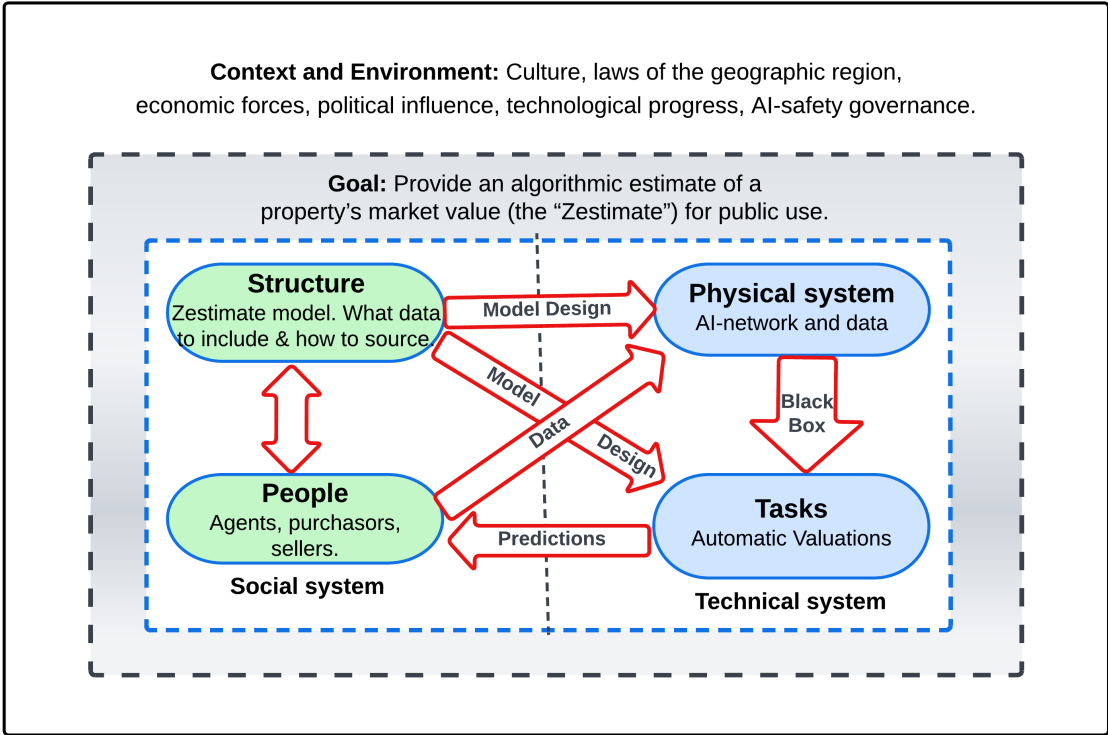 Context and Environment: Culture, laws of the geographic region,
economic forces, political influence, technological progress, AI-safety governance.
Goal: Provide an algorithmic estimate of a
property’s market value (the “Zestimate”) for public use.
Structure
Zestimate model. What data
to include & how to source.
Model Design
Physical system
AI-network and data
Model
Design
Data
Black
Box
People
Agents, purchasors,
sellers.
Predictions
Tasks
Automatic Valuations
Social system
Technical system